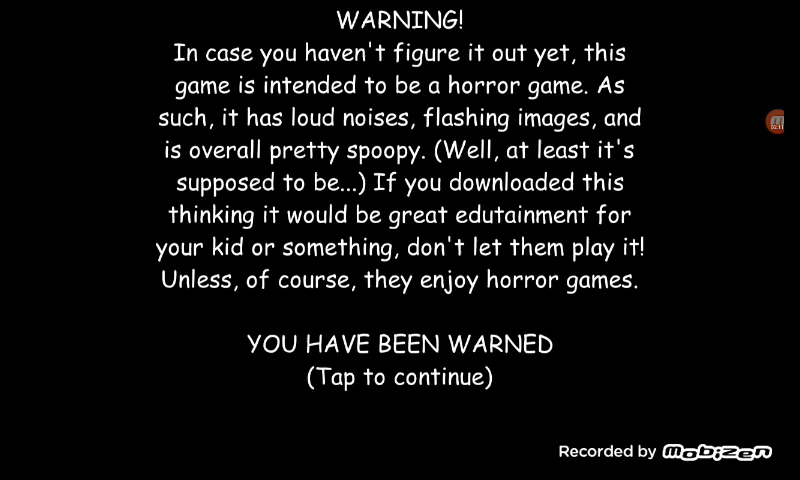 WARNING!
In case you haven't figure it out yet, this
game is intended to be a horror game. As
such, it has loud noises, flashing images, and
is overall pretty spoopy. (Well, at least it's
supposed to be...) If you downloaded this
thinking it would be great edutainment for
your kid or something, don't let them play it!
Unless, of course, they enjoy horror games.
YOU HAVE BEEN WARNED
(Tap to continue)
Recorded by mobizen